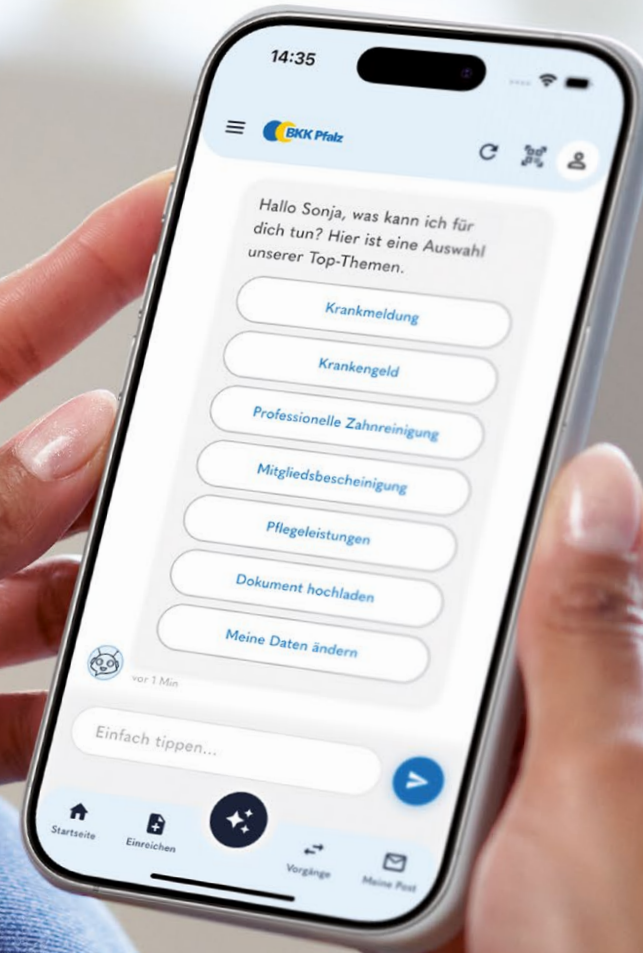 14:35
BKK Pfalz
Hallo Sonja, was kann ich für
dich tun? Hier ist eine Auswahl
unserer Top-Themen.
Krankmeldung
Krankengeld
Professionelle Zahnreinigung
Mitgliedsbescheinigung
Pflegeleistungen
Dokument hochladen
Meine Daten ändern
vor 1 Min
Einfach tippen...
Startseite
Einreichen
Vorgänge
Meine Post